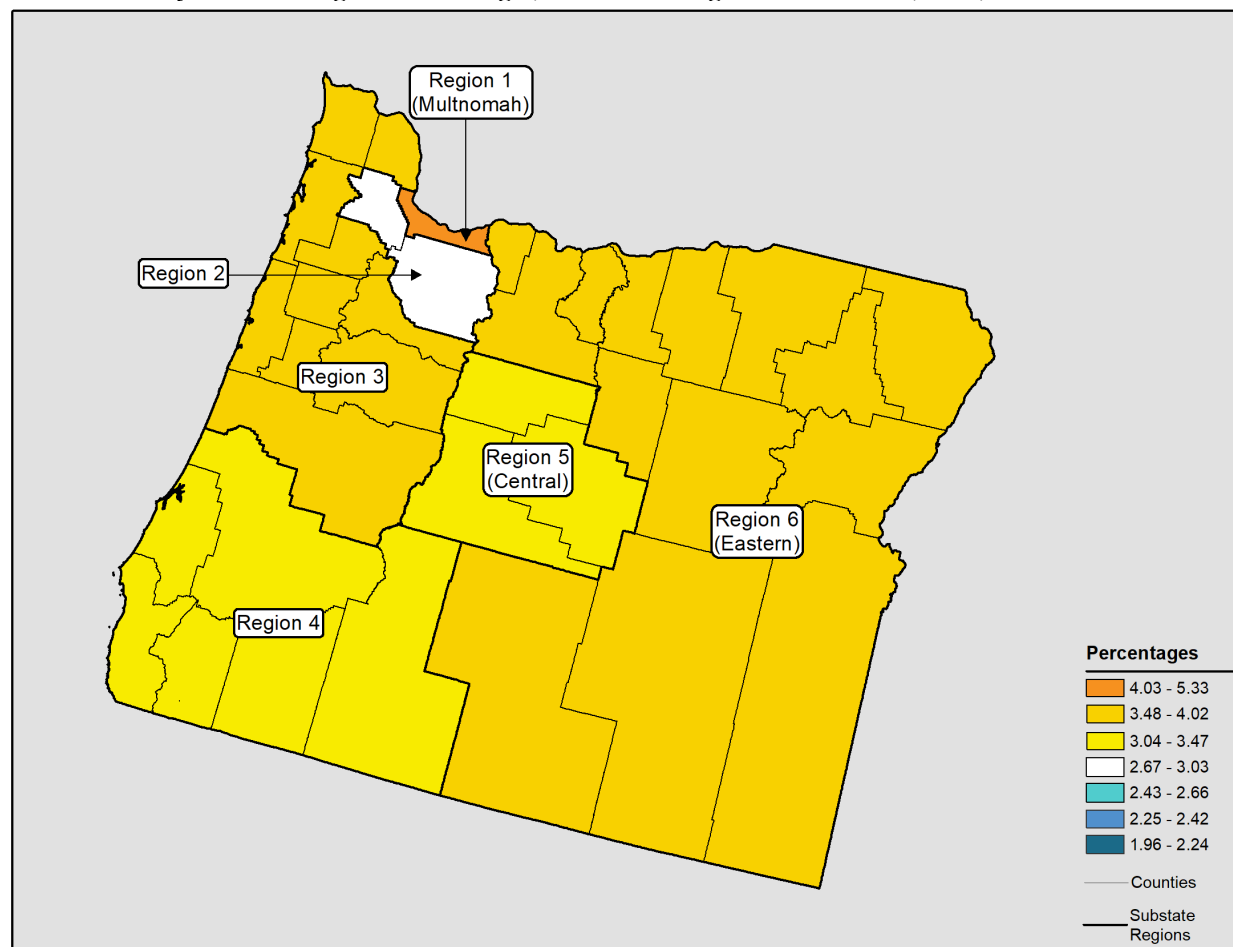 Region 1
(Multnomah)
Region 2
Region 3
Region 5
(Central)
Region 6
(Eastern)
Region 4
Percentages
4.03 - 5.33
3.48 - 4.02
3.04 - 3.47
2.67 - 3.03
2.43 - 2.66
2.25 - 2.42
1.96 - 2.24
Counties
Substate
Regions